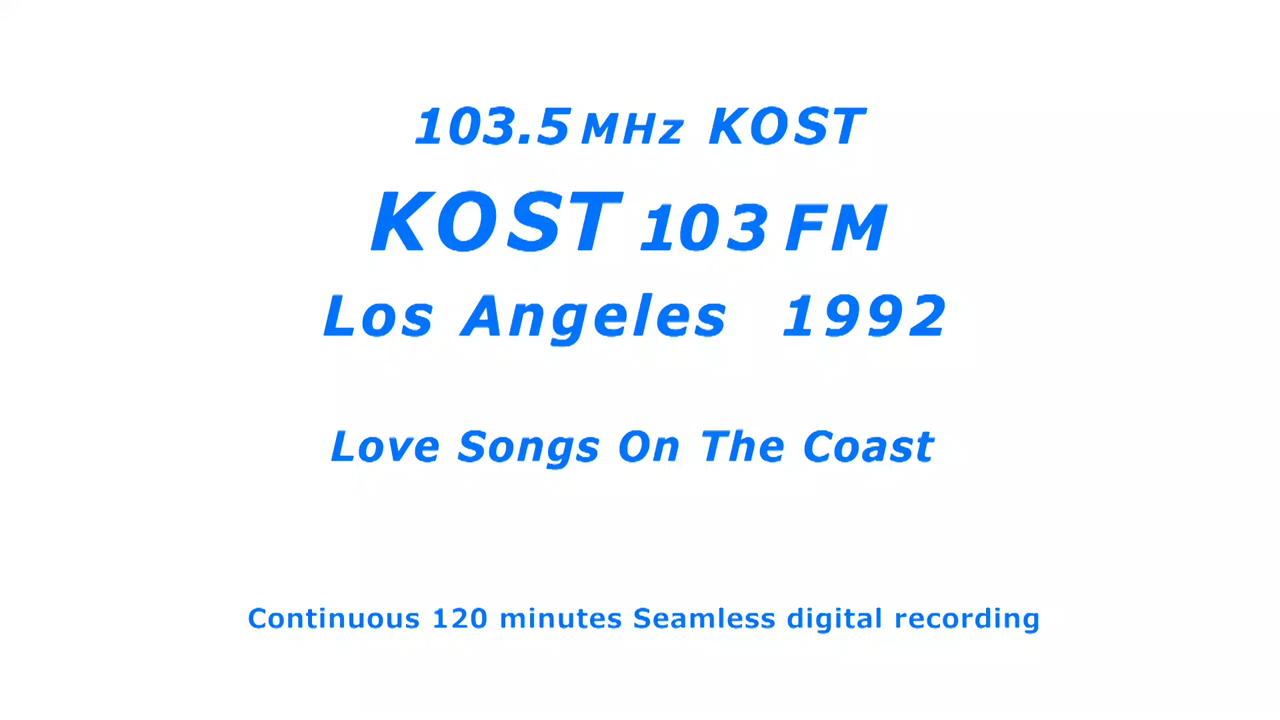 103.5 MHz KOST
KOST 103 FM
Los Angeles 1992
Love Songs On The Coast
Continuous 120 minutes Seamless digital recording